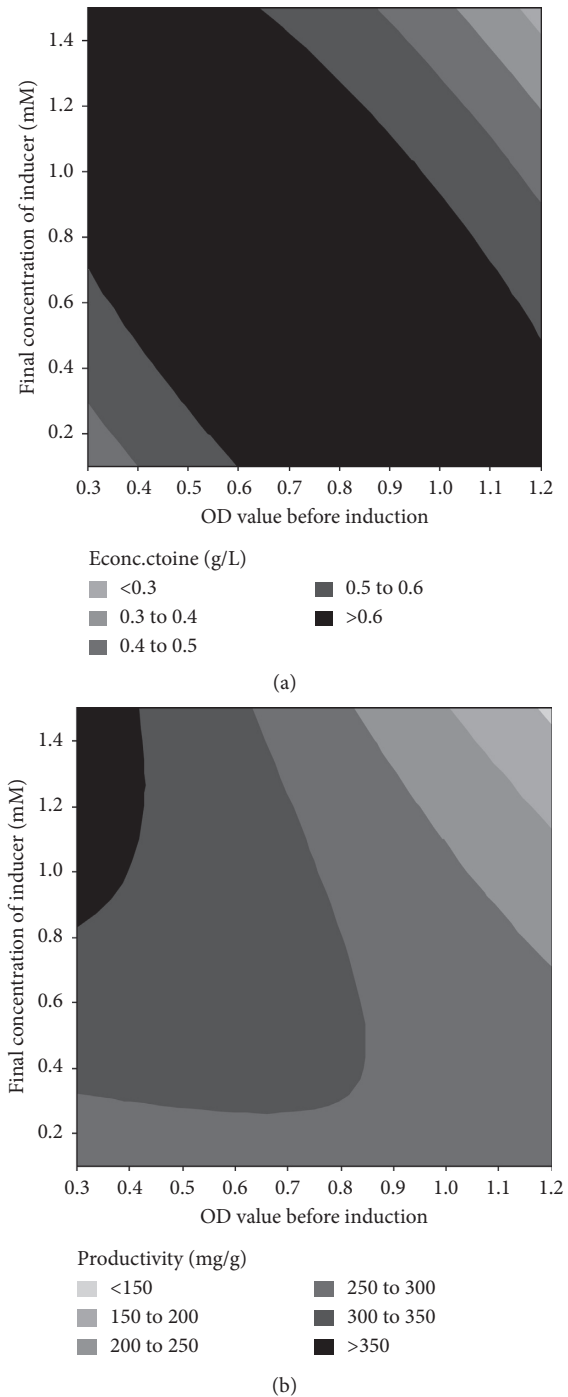 1.4
1.2
1.0
0.8
0.6
0.4
0.2
Final concentration of inducer (mM)
0.3 0.4 0.5 0.6 0.7 0.8 0.9 1.0 1.1 1.2
OD value before induction
Econc.ctoine (g/L)
<0.3
0.3 to 0.4
0.4 to 0.5
0.5 to 0.6
>0.6
(a)
1.4
1.2
1.0
0.8
0.6
0.4
0.2
Final concentration of inducer (mM)
0.3 0.4 0.5 0.6 0.7 0.8 0.9 1.0 1.1 1.2
OD value before induction
Productivity (mg/g)
<150
150 to 200
200 to 250
250 to 300
300 to 350
>350
(b)